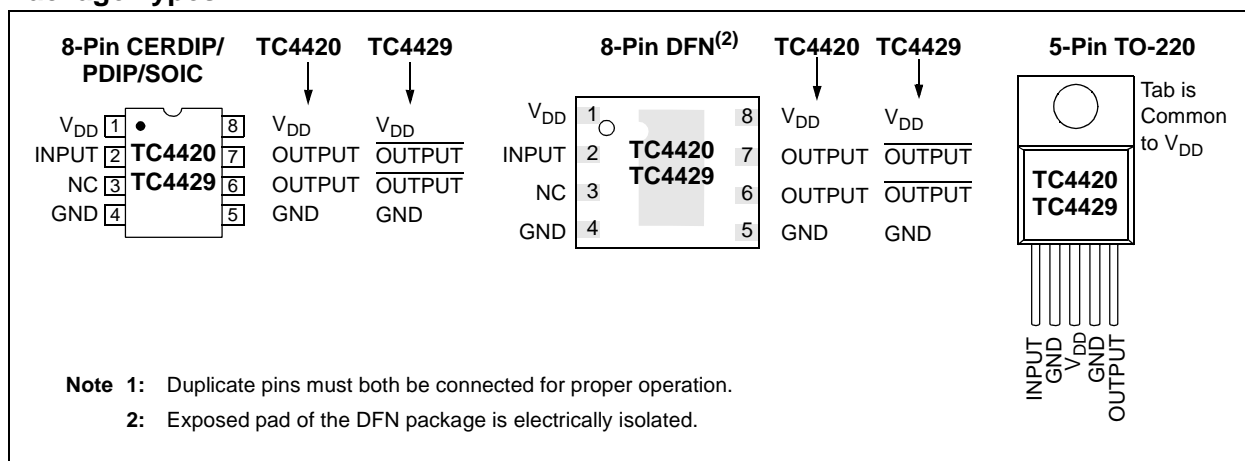 8-Pin CERDIP/
PDIP/SOIC
TC4420 TC4429
VDD 1 8 VDD VDD
INPUT 2 TC4420 7 OUTPUT OUTPUT
NC 3 TC4429 6 OUTPUT OUTPUT
GND 4 5 GND GND
8-Pin DFN(2) TC4420 TC4429
VDD 1 8 VDD VDD
INPUT 2 TC4420 7 OUTPUT OUTPUT
NC 3 TC4429 6 OUTPUT OUTPUT
GND 4 5 GND GND
5-Pin TO-220
Tab is
Common
to VDD
TC4420
TC4429
INPUT
GND
VDD
GND
OUTPUT
Note 1: Duplicate pins must both be connected for proper operation.
2: Exposed pad of the DFN package is electrically isolated.